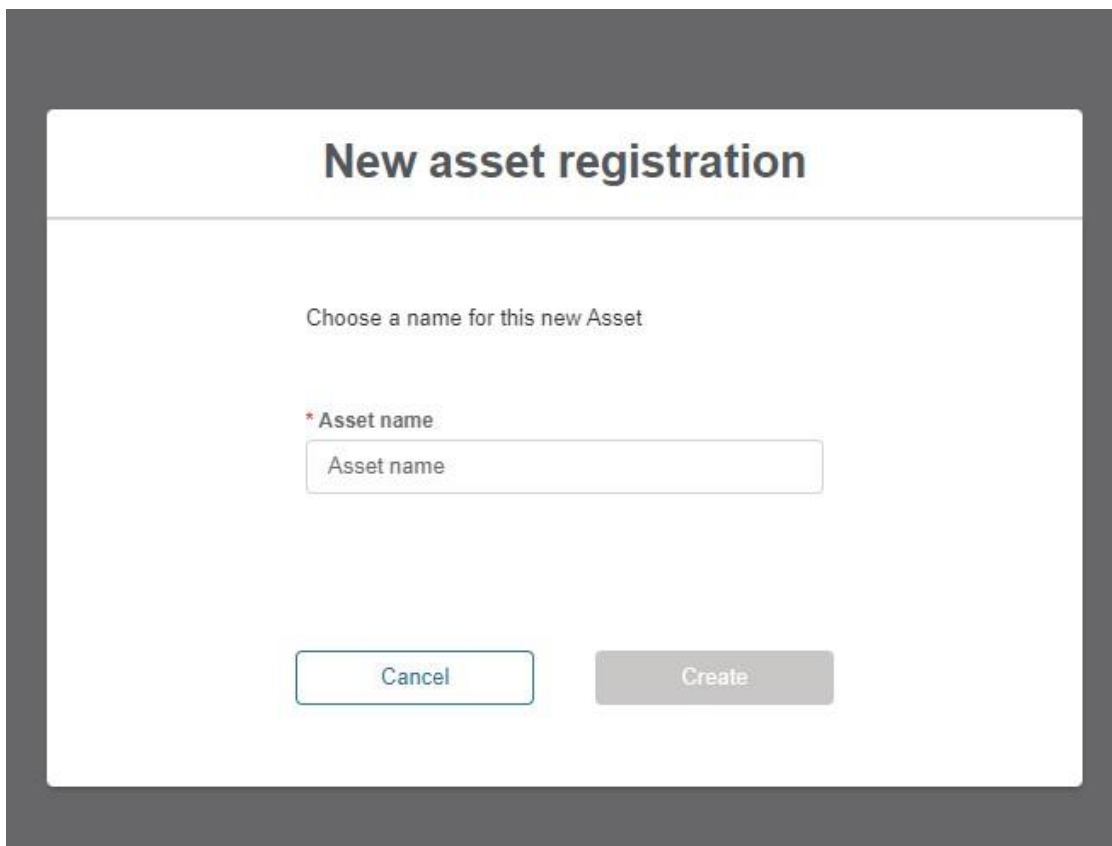 New asset registration
Choose a name for this new Asset
* Asset name
Asset name
Cancel
Create